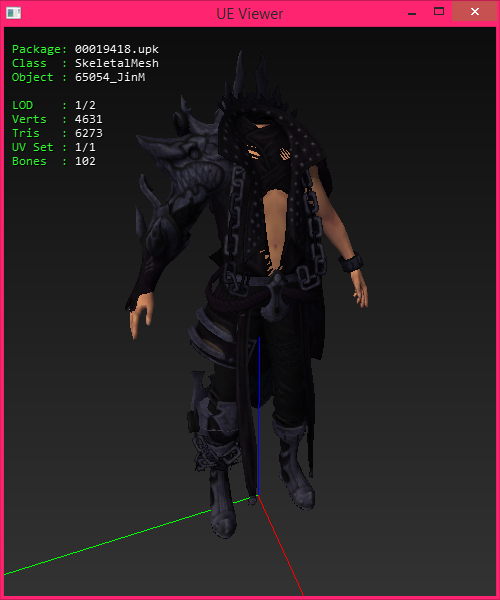 UE Viewer
Package: 00019418.upk
Class  : SkeletalMesh
Object : 65054_JinM
LOD    : 1/2
Verts  : 4631
Tris   : 6273
UV Set : 1/1
Bones  : 102